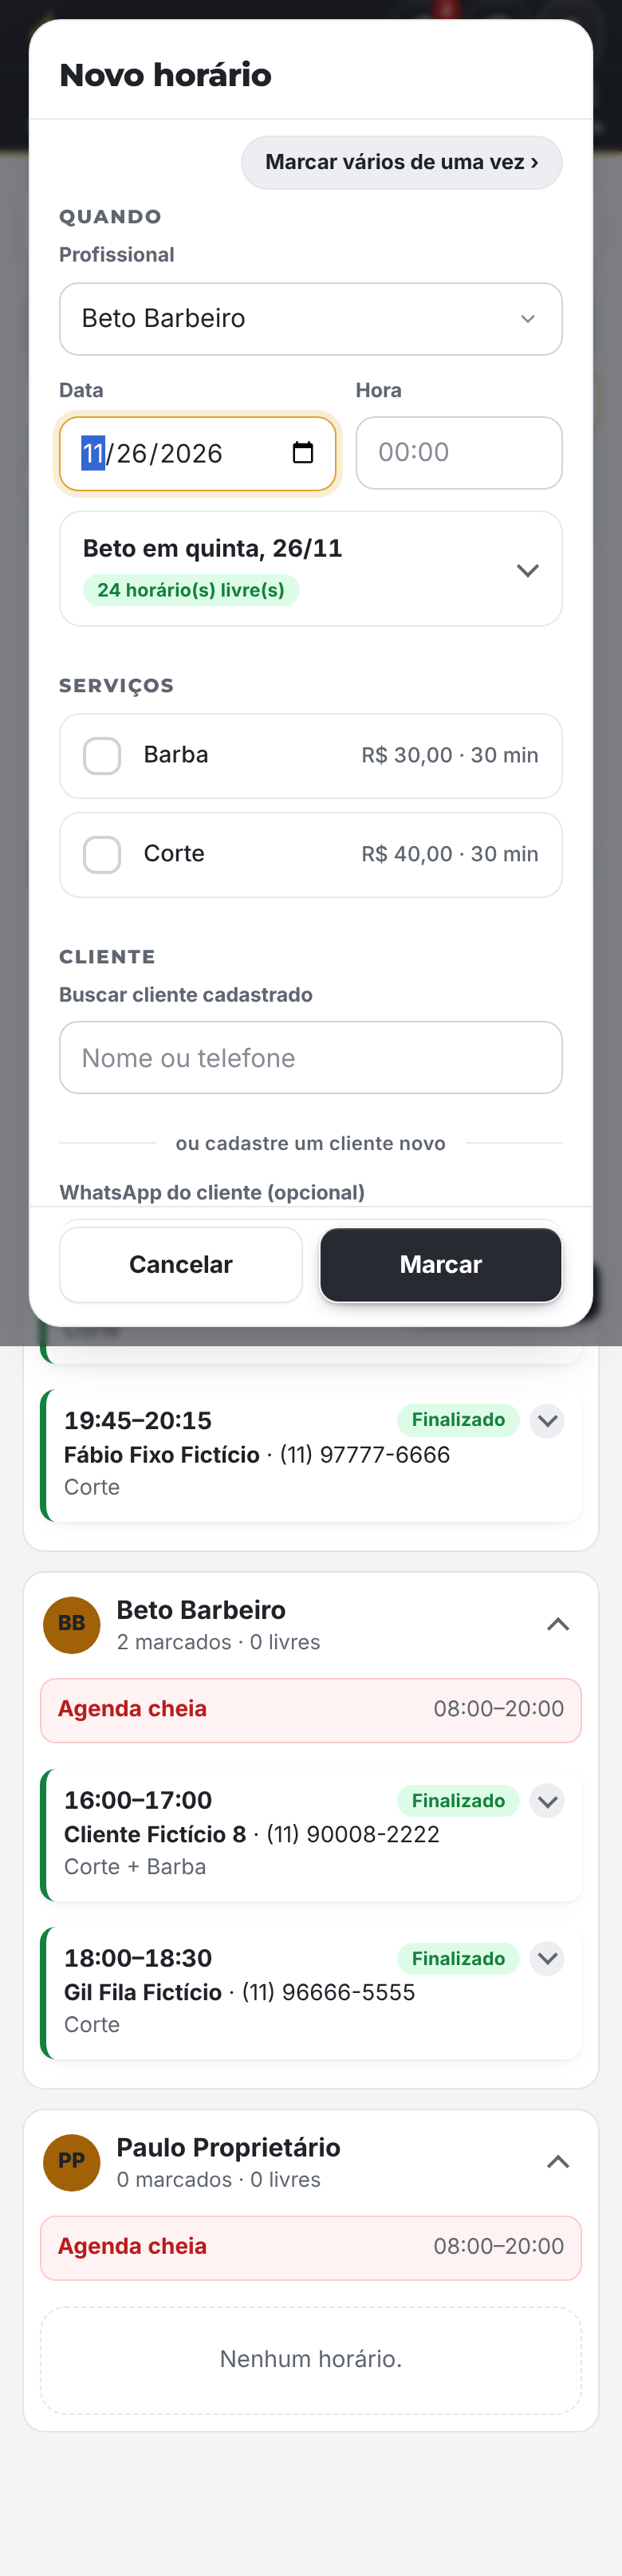 Novo horário
Marcar vários de uma vez ›
QUANDO
Profissional
Beto Barbeiro
Data
Hora
11/26/2026
00:00
Beto em quinta, 26/11
24 horário(s) livre(s)
SERVIÇOS
Barba
R$ 30,00 · 30 min
Corte
R$ 40,00 · 30 min
CLIENTE
Buscar cliente cadastrado
Nome ou telefone
ou cadastre um cliente novo
WhatsApp do cliente (opcional)
Cancelar
Marcar
19:45–20:15
Finalizado
Fábio Fixo Fictício · (11) 97777-6666
Corte
BB
Beto Barbeiro
2 marcados · 0 livres
Agenda cheia
08:00–20:00
16:00–17:00
Finalizado
Cliente Fictício 8 · (11) 90008-2222
Corte + Barba
18:00–18:30
Finalizado
Gil Fila Fictício · (11) 96666-5555
Corte
PP
Paulo Proprietário
0 marcados · 0 livres
Agenda cheia
08:00–20:00
Nenhum horário.